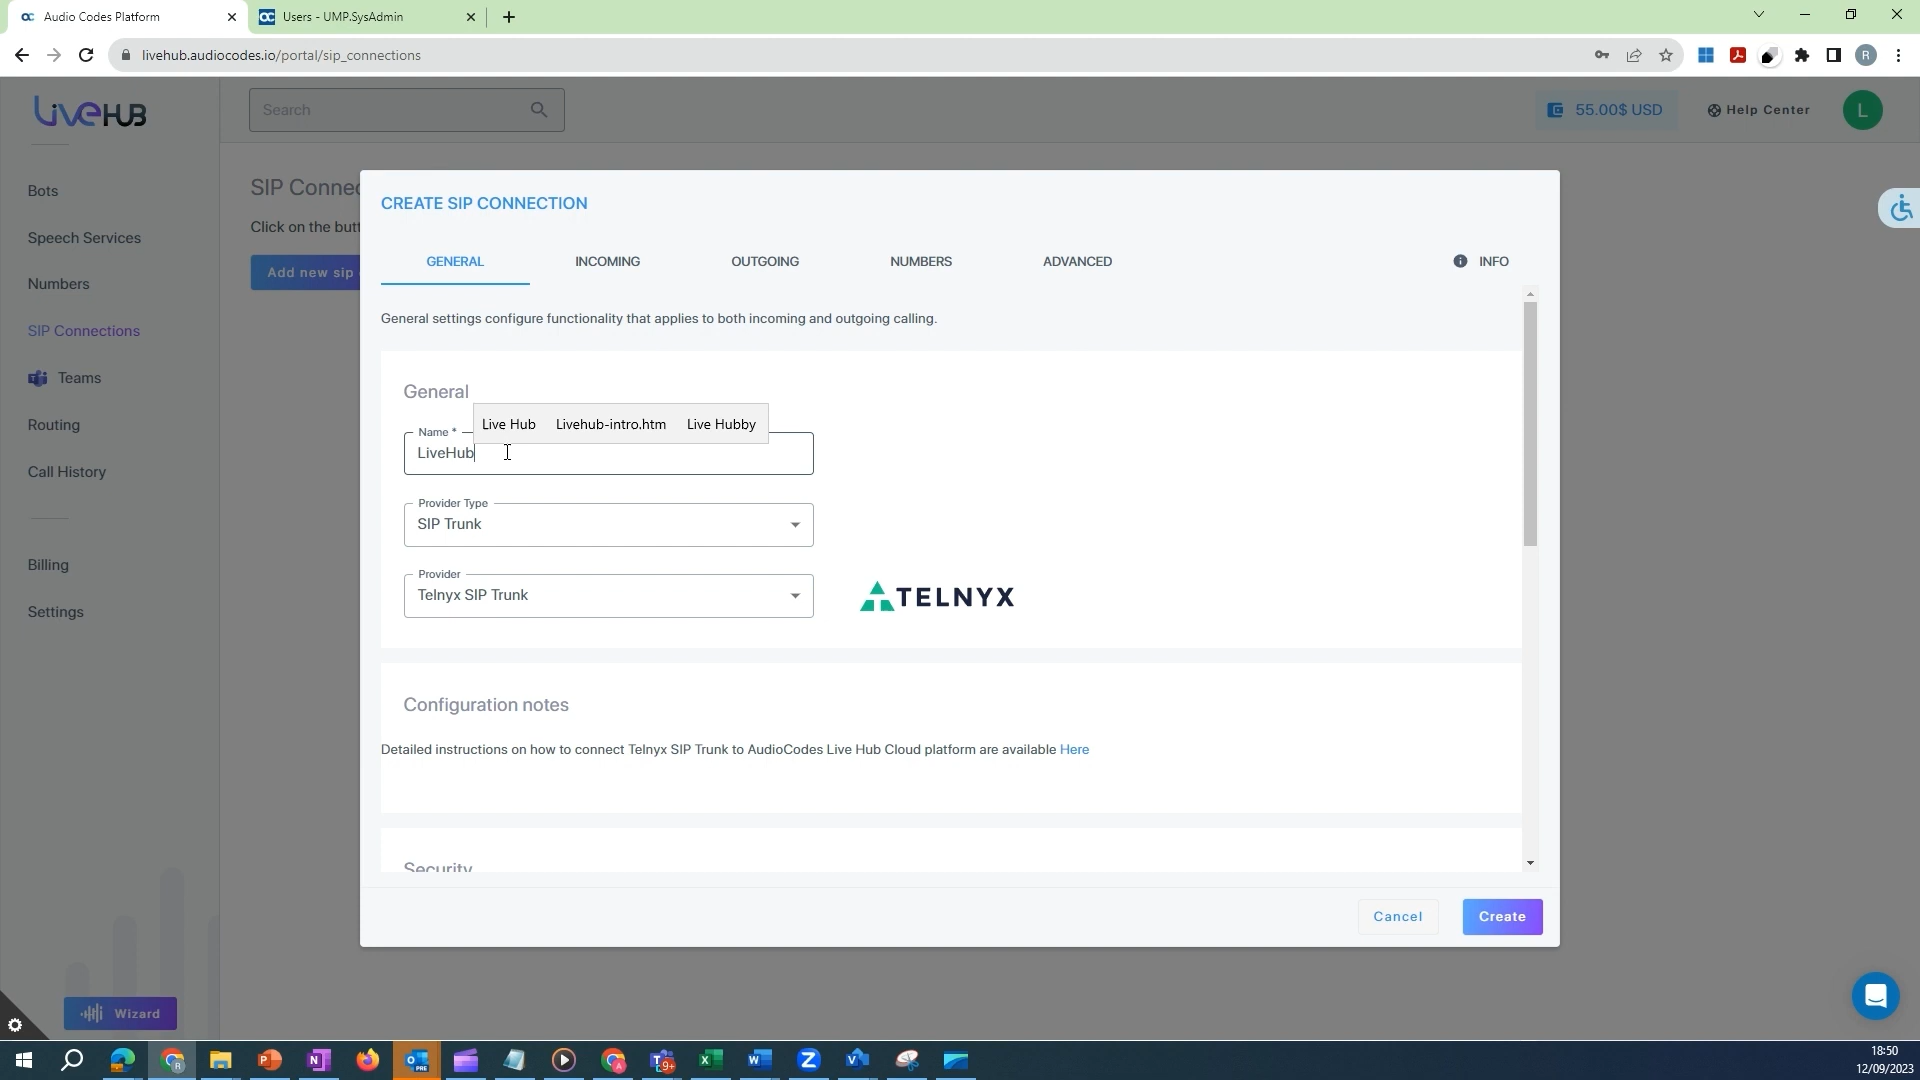 Audio Codes Platform
Users - UMP.SysAdmin
livehub.audiocodes.io/portal/sip_connections
R
LiveHUB
Search
55.00$ USD
Help Center
L
Bots
Speech Services
Numbers
SIP Connections
Teams
Routing
Call History
Billing
Settings
Wizard
SIP Connec
Click on the butt
Add new sip
CREATE SIP CONNECTION
GENERAL
INCOMING
OUTGOING
NUMBERS
ADVANCED
INFO
General settings configure functionality that applies to both incoming and outgoing calling.
General
Live Hub Livehub-intro.htm Live Hubby
Name *
LiveHub
Provider Type
SIP Trunk
Provider
Telnyx SIP Trunk
TELNYX
Configuration notes
Detailed instructions on how to connect Telnyx SIP Trunk to AudioCodes Live Hub Cloud platform are available Here
Security
Cancel
Create
18:50
12/09/2023